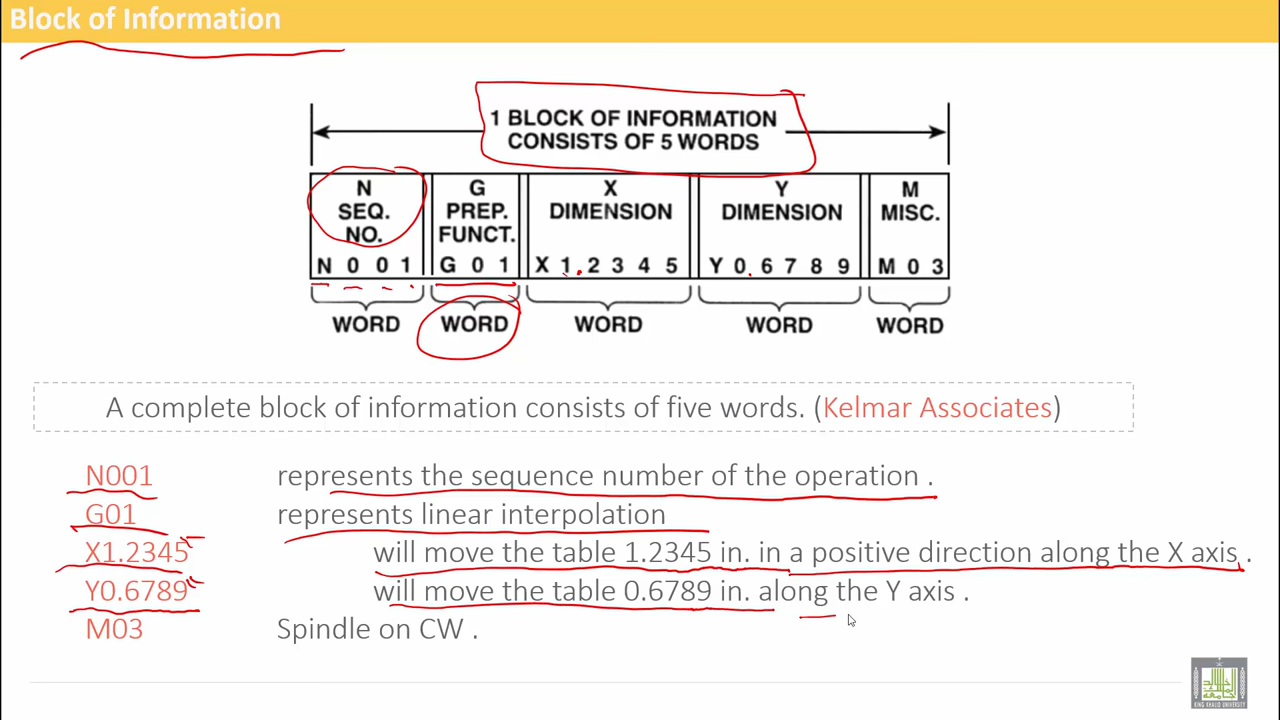 Block of Information
1 BLOCK OF INFORMATION
CONSISTS OF 5 WORDS
N
SEQ.
NO.
N 0 0 1
G
PREP.
FUNCT.
G 0 1
X
DIMENSION
X 1.2 3 4 5
Y
DIMENSION
Y 0.6 7 8 9
M
MISC.
M 0 3
WORD WORD WORD WORD WORD
A complete block of information consists of five words. (Kelmar Associates)
N001 represents the sequence number of the operation .
G01 represents linear interpolation
X1.2345 will move the table 1.2345 in. in a positive direction along the X axis .
Y0.6789 will move the table 0.6789 in. along the Y axis .
M03 Spindle on CW .
KING KHALID UNIVERSITY